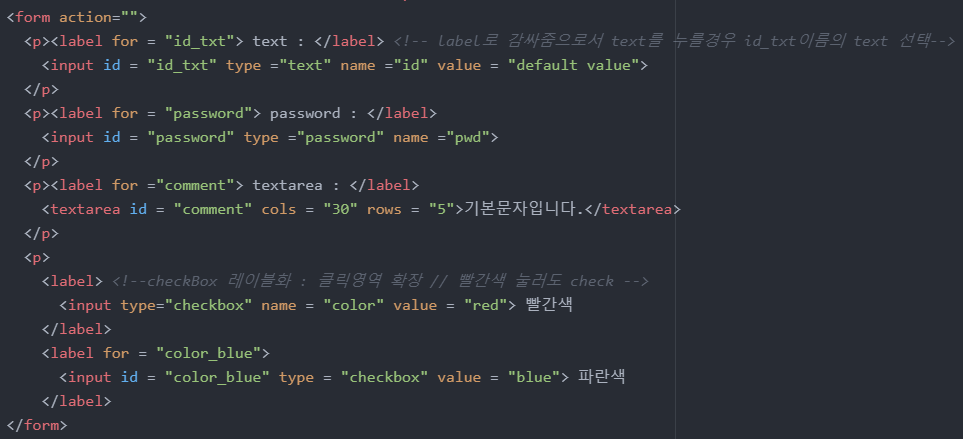 <form action="">
<p><label for = "id_txt"> text : </label> <!-- label로 감싸줌으로서 text를 누를경우 id_txt이름의 text 선택-->
<input id = "id_txt" type ="text" name ="id" value = "default value">
</p>
<p><label for = "password"> password : </label>
<input id = "password" type ="password" name ="pwd">
</p>
<p><label for ="comment"> textarea : </label>
<textarea id = "comment" cols = "30" rows = "5">기본문자입니다.</textarea>
</p>
<p>
<label> <!--checkBox 레이블화 : 클릭영역 확장 // 빨간색 눌러도 check -->
<input type="checkbox" name = "color" value = "red"> 빨간색
</label>
<label for = "color_blue">
<input id = "color_blue" type = "checkbox" value = "blue"> 파란색
</label>
</form>